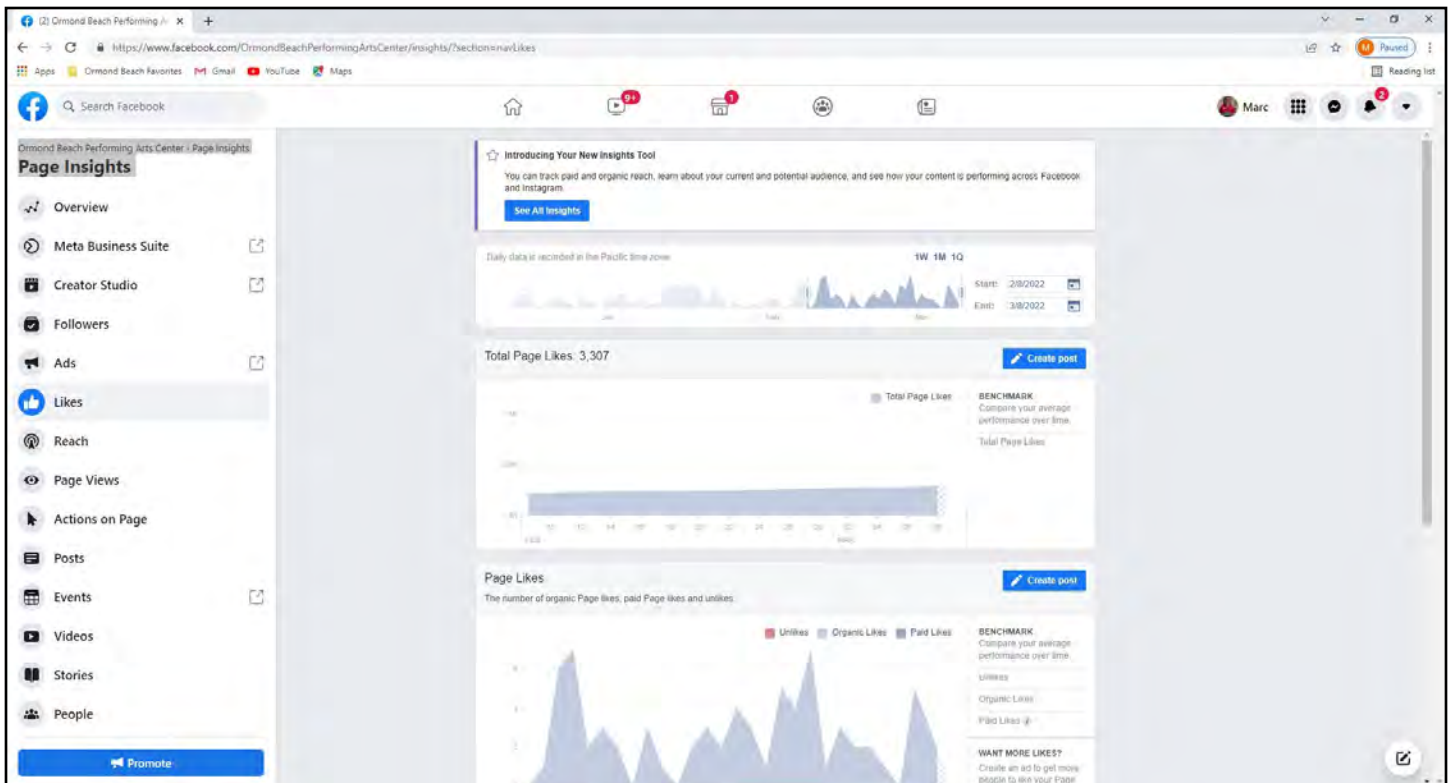 (2) Ormond Beach Performing A
https://www.facebook.com/OrmondBeachPerformingArtsCenter/insights/?section=navLikes
M Paused
Apps Ormond Beach Favorites Gmail YouTube Maps
Reading list
Search Facebook
9+
1
Marc
2
Ormond Beach Performing Arts Center › Page Insights
Page Insights
Overview
Meta Business Suite
Creator Studio
Followers
Ads
Likes
Reach
Page Views
Actions on Page
Posts
Events
Videos
Stories
People
Promote
Introducing Your New Insights Tool
You can track paid and organic reach, learn about your current and potential audience, and see how your content is performing across Facebook
and Instagram.
See All Insights
Daily data is recorded in the Pacific time zone.
1W 1M 1Q
Start: 2/8/2022
End: 3/8/2022
Total Page Likes: 3,307
Create post
Total Page Likes
BENCHMARK
Compare your average
performance over time.
Total Page Likes
Page Likes
Create post
The number of organic Page likes, paid Page likes and unlikes.
Unlikes Organic Likes Paid Likes
BENCHMARK
Compare your average
performance over time.
Unlikes
Organic Likes
Paid Likes
WANT MORE LIKES?
Create an ad to get more
people to like your Page